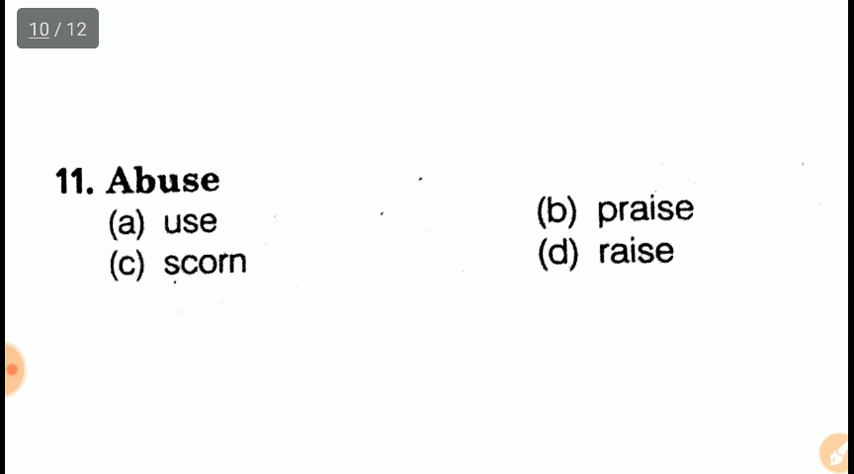 10 / 12
11. Abuse
(a) use
(b) praise
(c) scorn
(d) raise